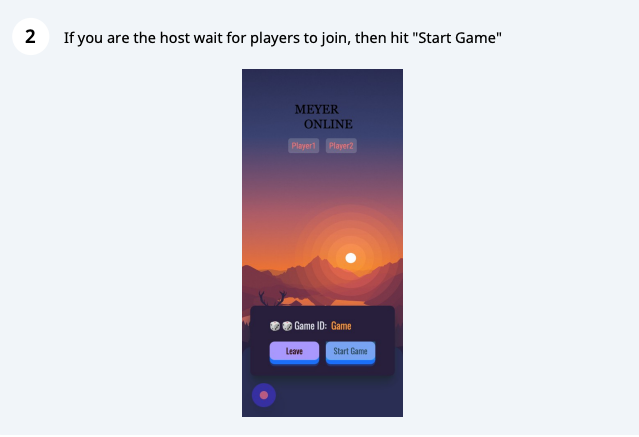 2
If you are the host wait for players to join, then hit "Start Game"
MEYER
ONLINE
Player1 Player2
Game ID: Game
Leave Start Game